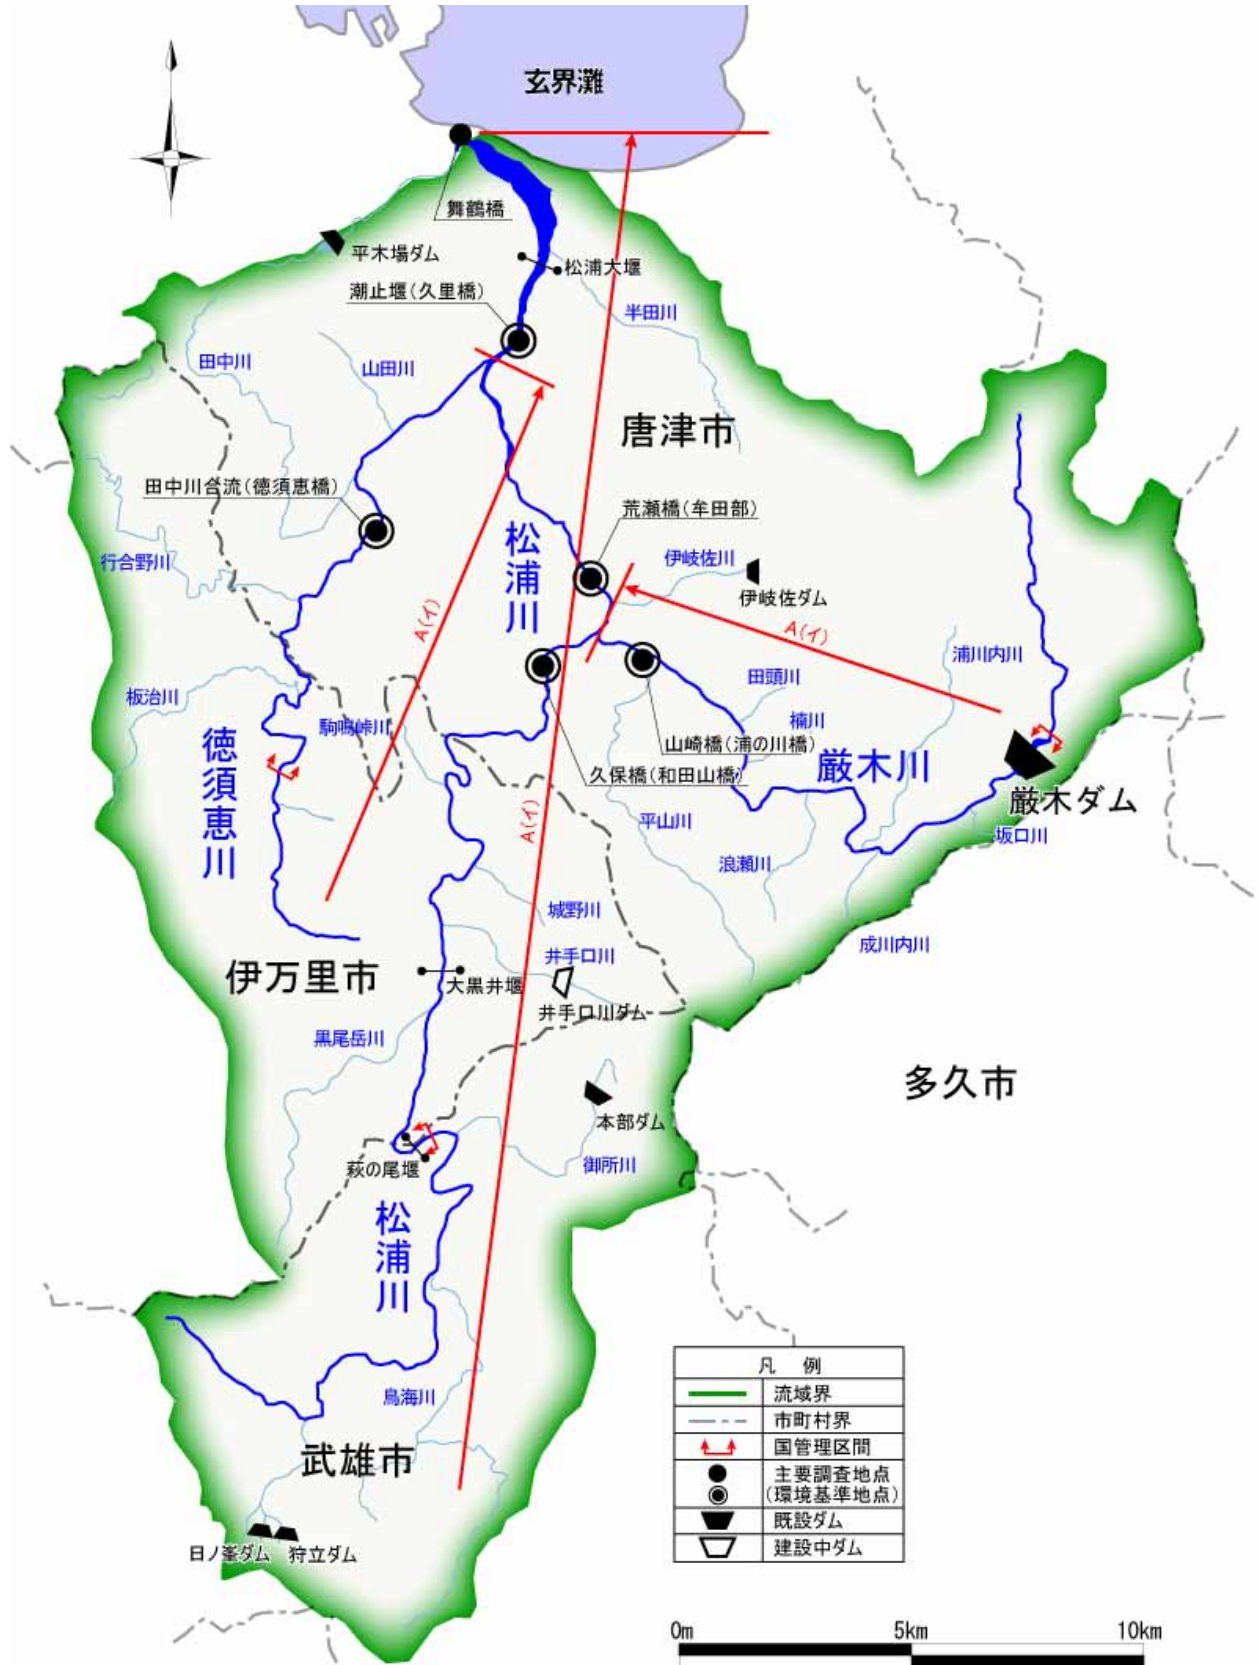 玄界灘
舞鶴橋
平木場ダム
松浦大堰
潮止堰(久里橋)
半田川
田中川
山田川
唐津市
田中川合流(徳須恵橋)
荒瀬橋(牟田部)
松浦川
伊岐佐川
行合野川
伊岐佐ダム
A(イ)
A(イ)
浦川内川
板治川
田頭川
駒鳴峠川
楠川
徳須恵川
山崎橋(浦の川橋)
厳木川
久保橋(和田山橋)
厳木ダム
A(イ)
平山川
坂口川
浪瀬川
城野川
成川内川
井手口川
伊万里市
大黒井堰
井手口川ダム
黒尾岳川
多久市
本部ダム
萩の尾堰
御所川
松浦川
凡 例
流域界
鳥海川
市町村界
国管理区間
武雄市
主要調査地点
(環境基準地点)
既設ダム
建設中ダム
日ノ峯ダム
狩立ダム
0m 5km 10km